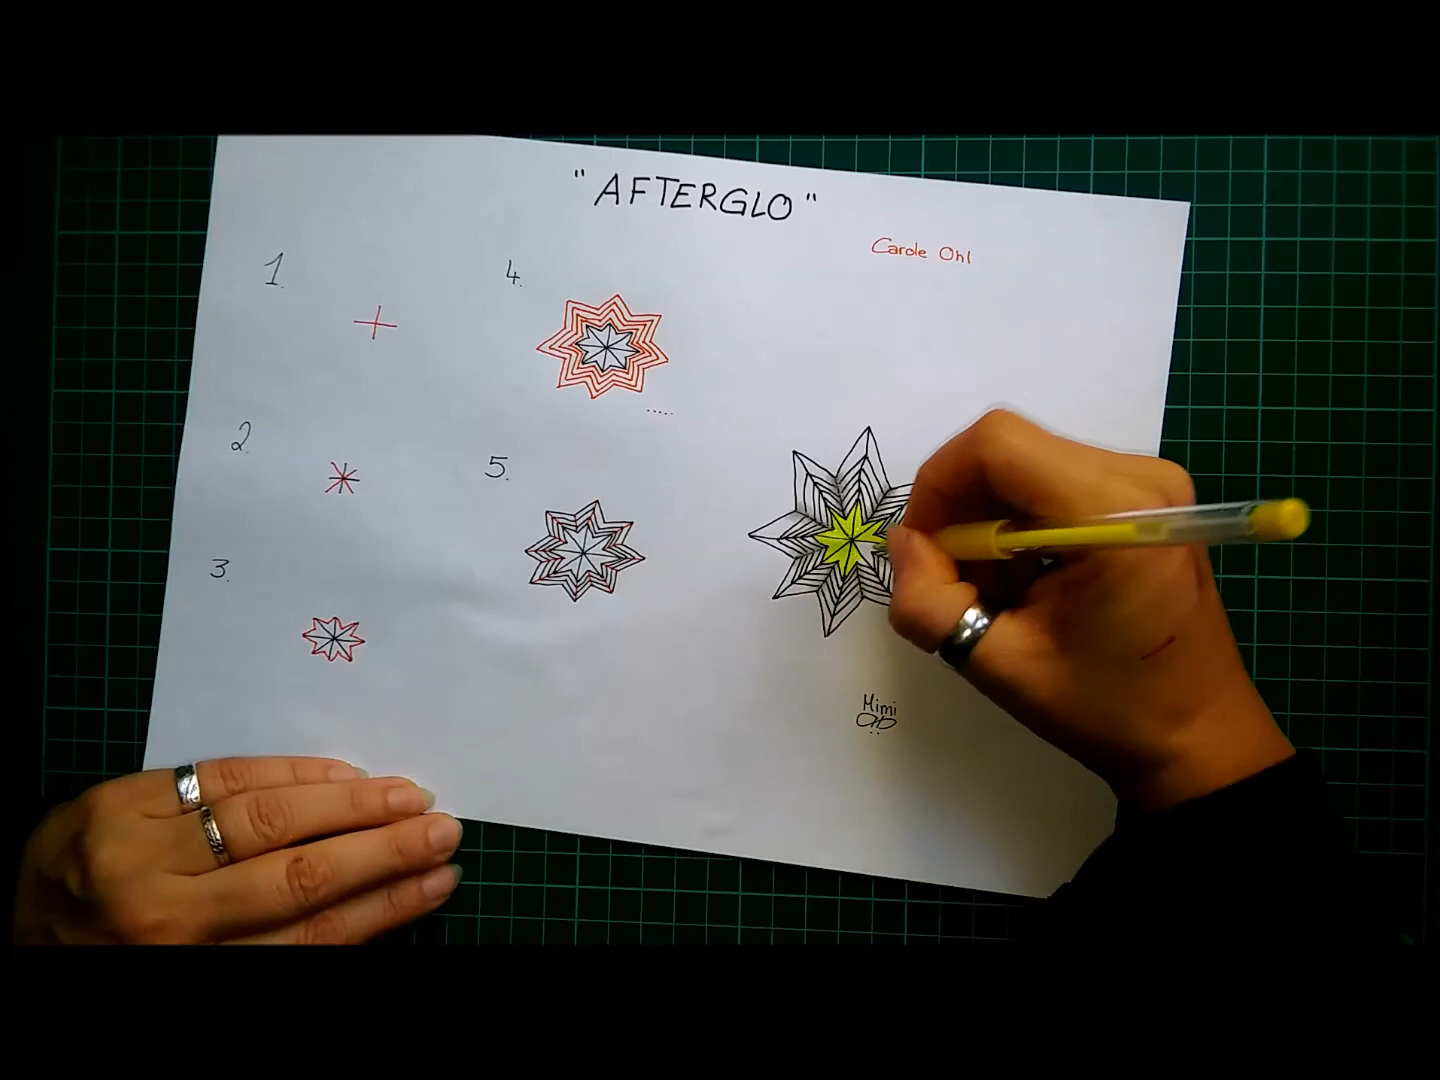 "AFTERGLO"
Carole Ohl
1.
2.
3.
4.
.....
5.
Mimi